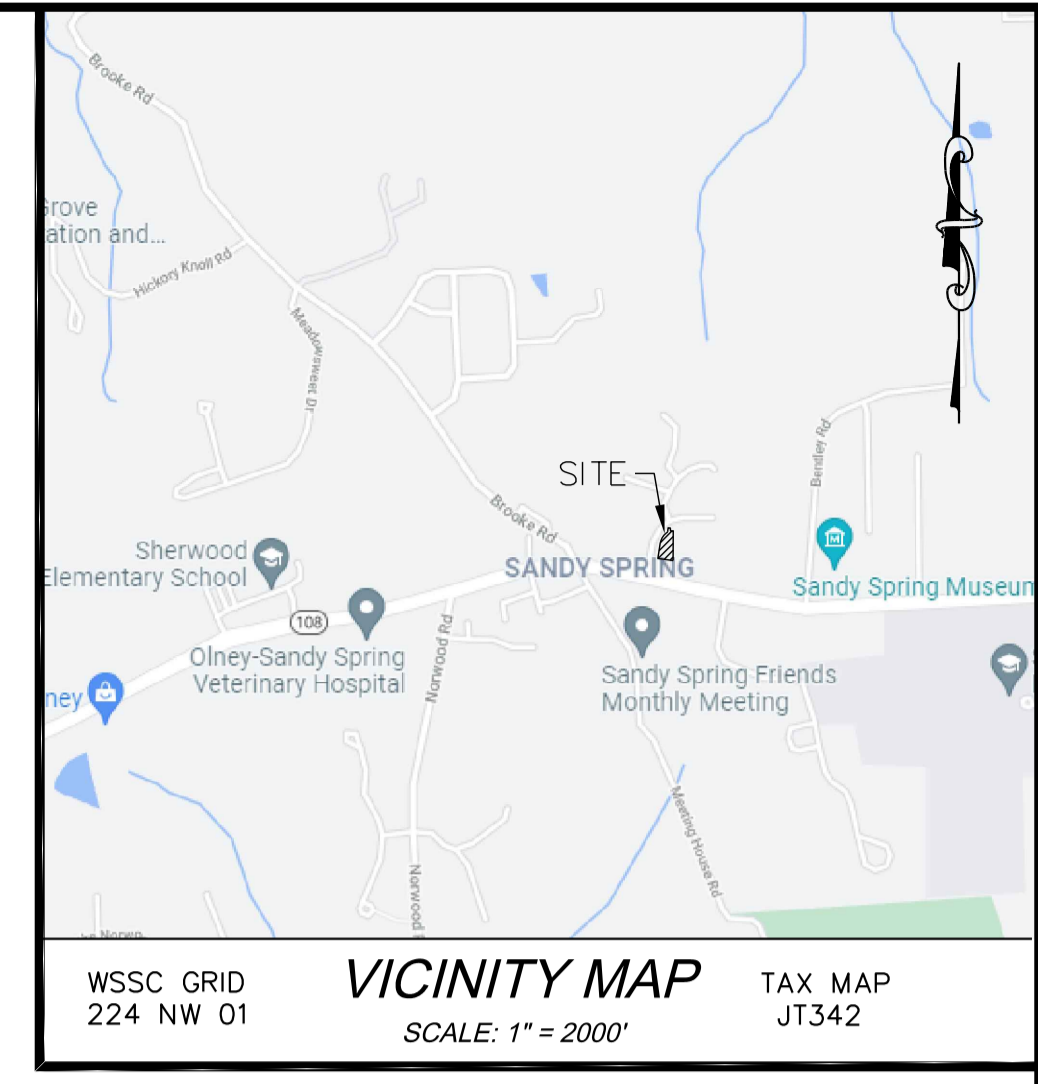 Brooke Rd
Grove
ation and...
Hickory Knoll Rd
Meadowsweet Dr
Bentley Rd
SITE
Brooke Rd
SANDY SPRING
Sherwood
Elementary School
Sandy Spring Museum
108
Olney-Sandy Spring
Veterinary Hospital
Norwood Rd
Sandy Spring Friends
Monthly Meeting
ney
Meeting House Rd
Norwood
WSSC GRID
224 NW 01
VICINITY MAP
SCALE: 1" = 2000'
TAX MAP
JT342